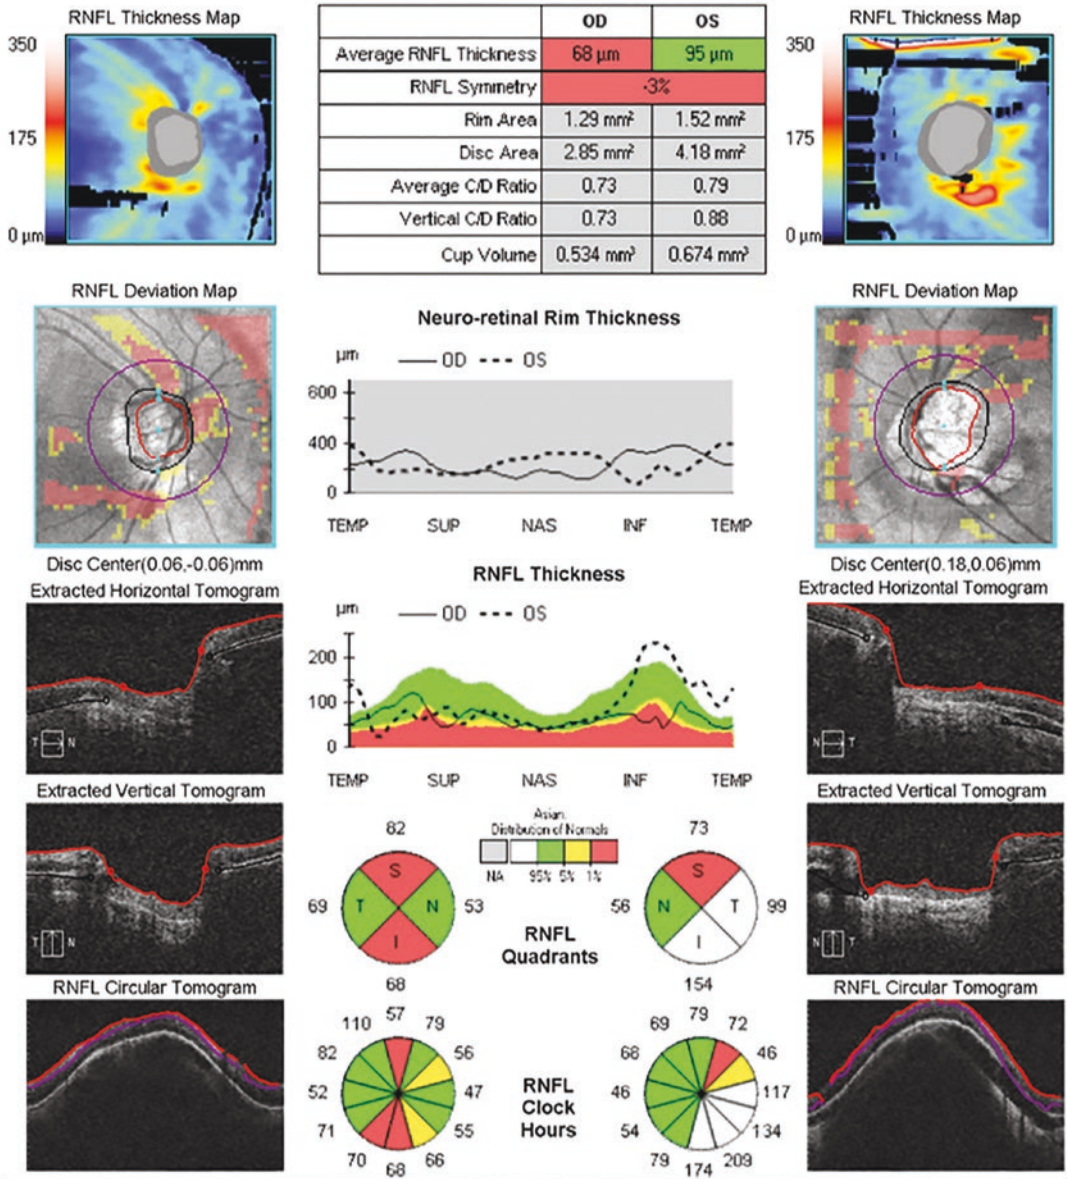 RNFL Thickness Map
350
175
0 µm
OD OS
Average RNFL Thickness 68 µm 95 µm
RNFL Symmetry -3%
Rim Area 1.29 mm² 1.52 mm²
Disc Area 2.85 mm² 4.18 mm²
Average C/D Ratio 0.73 0.79
Vertical C/D Ratio 0.73 0.88
Cup Volume 0.534 mm³ 0.674 mm³
RNFL Thickness Map
350
175
0 µm
RNFL Deviation Map
Disc Center(0.06,-0.06)mm
Neuro-retinal Rim Thickness
µm OD OS
600
400
200
0
TEMP SUP NAS INF TEMP
RNFL Deviation Map
Disc Center(0.18,0.06)mm
Extracted Horizontal Tomogram
T N
RNFL Thickness
µm OD OS
200
100
0
TEMP SUP NAS INF TEMP
Extracted Horizontal Tomogram
N T
Extracted Vertical Tomogram
T N
Asian:
Distribution of Normals
NA 95% 5% 1%
82
S
69 T N 53
I
68
RNFL
Quadrants
73
S
56 N T 99
I
154
Extracted Vertical Tomogram
N T
RNFL Circular Tomogram
57
110 79
82 56
52 47
71 55
70 66
68
RNFL
Clock
Hours
79
69 72
68 46
46 117
54 134
79 209
174
RNFL Circular Tomogram